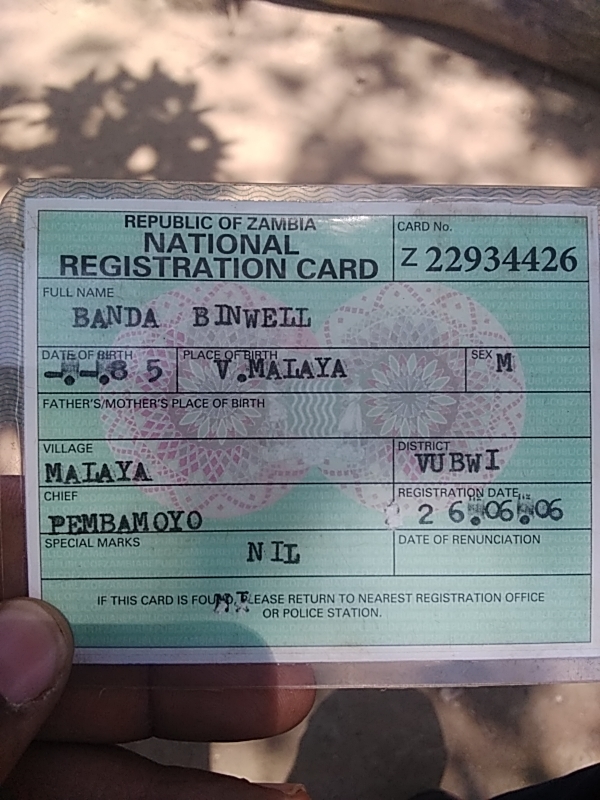 REPUBLIC OF ZAMBIA
NATIONAL
REGISTRATION CARD
CARD No.
Z 22934426
FULL NAME
BANDA BINWELL
DATE OF BIRTH
-.-.85
PLACE OF BIRTH
V.MALAYA
SEX
M
FATHER'S/MOTHER'S PLACE OF BIRTH
VILLAGE
MALAYA
DISTRICT
VUBWI
CHIEF
PEMBAMOYO
REGISTRATION DATE
26.06.06
SPECIAL MARKS
NIL
DATE OF RENUNCIATION
IF THIS CARD IS FOUND, PLEASE RETURN TO NEAREST REGISTRATION OFFICE
OR POLICE STATION.